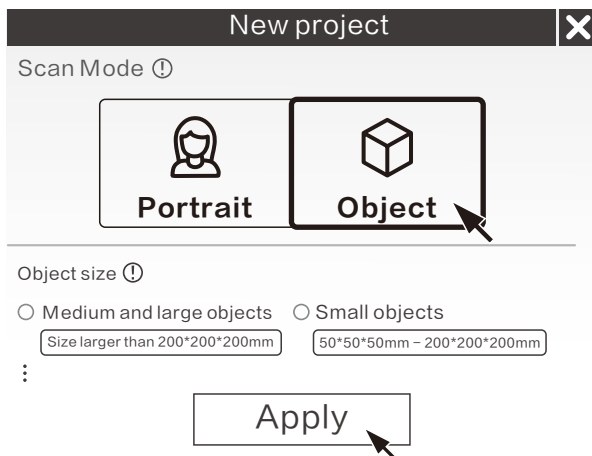 New project
Scan Mode
Portrait Object
Object size
Medium and large objects Small objects
Size larger than 200*200*200mm 50*50*50mm – 200*200*200mm
Apply